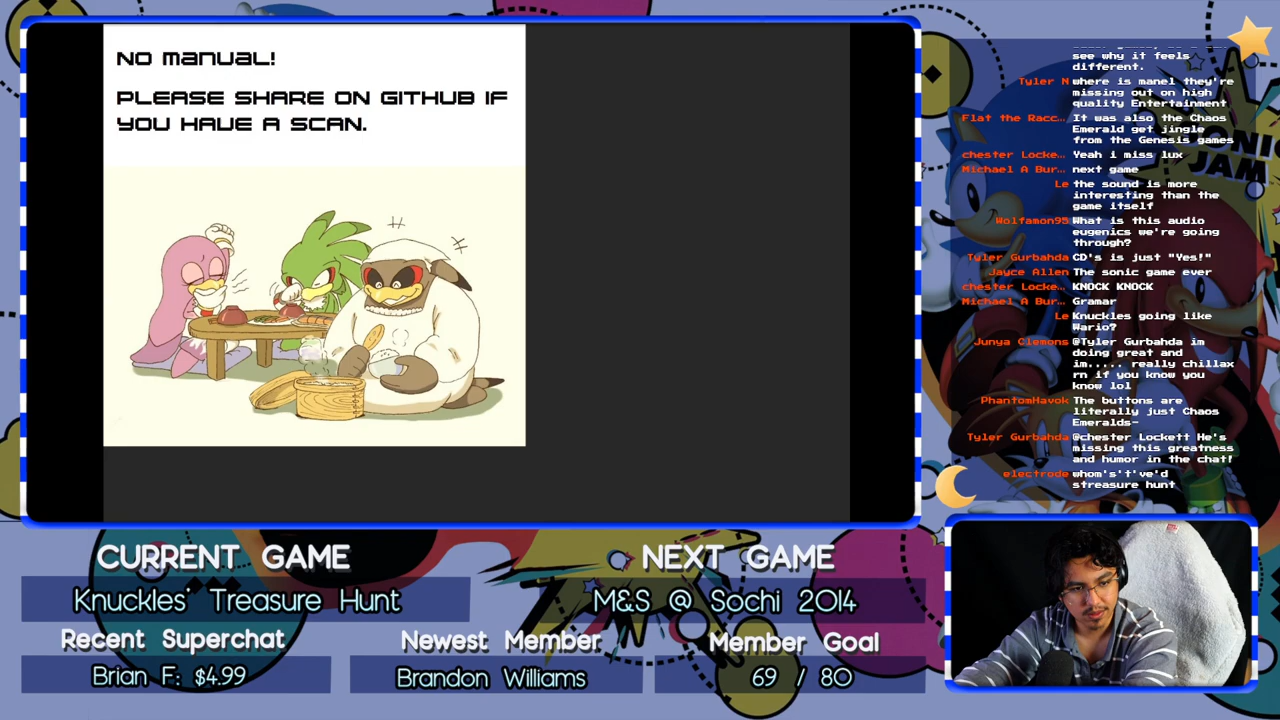 NO MANUAL!
PLEASE SHARE ON GITHUB IF
YOU HAVE A SCAN.
see why it feels
different.
Tyler N where is manel they're
missing out on high
quality Entertainment
Flat the Racc… It was also the Chaos
Emerald get jingle
from the Genesis games
chester Locke… Yeah i miss lux
Michael A Bur… next game
Le the sound is more
interesting than the
game itself
Wolfamon95 What is this audio
eugenics we're going
through?
Tyler Gurbahda CD's is just "Yes!"
Jayce Allen The sonic game ever
chester Locke… KNOCK KNOCK
Michael A Bur… Gramar
Le Knuckles going like
Wario?
Junya Clemons @Tyler Gurbahda im
doing great and
im..... really chillax
rn if you know you
know lol
PhantomHavok The buttons are
literally just Chaos
Emeralds~
Tyler Gurbahda @chester Lockett He's
missing this greatness
and humor in the chat!
electrode whom's't've'd
streasure hunt
SONIC
JAM
CURRENT GAME
Knuckles' Treasure Hunt
NEXT GAME
M&S @ Sochi 2014
Recent Superchat
Brian F: $4.99
Newest Member
Brandon Williams
Member Goal
69 / 80